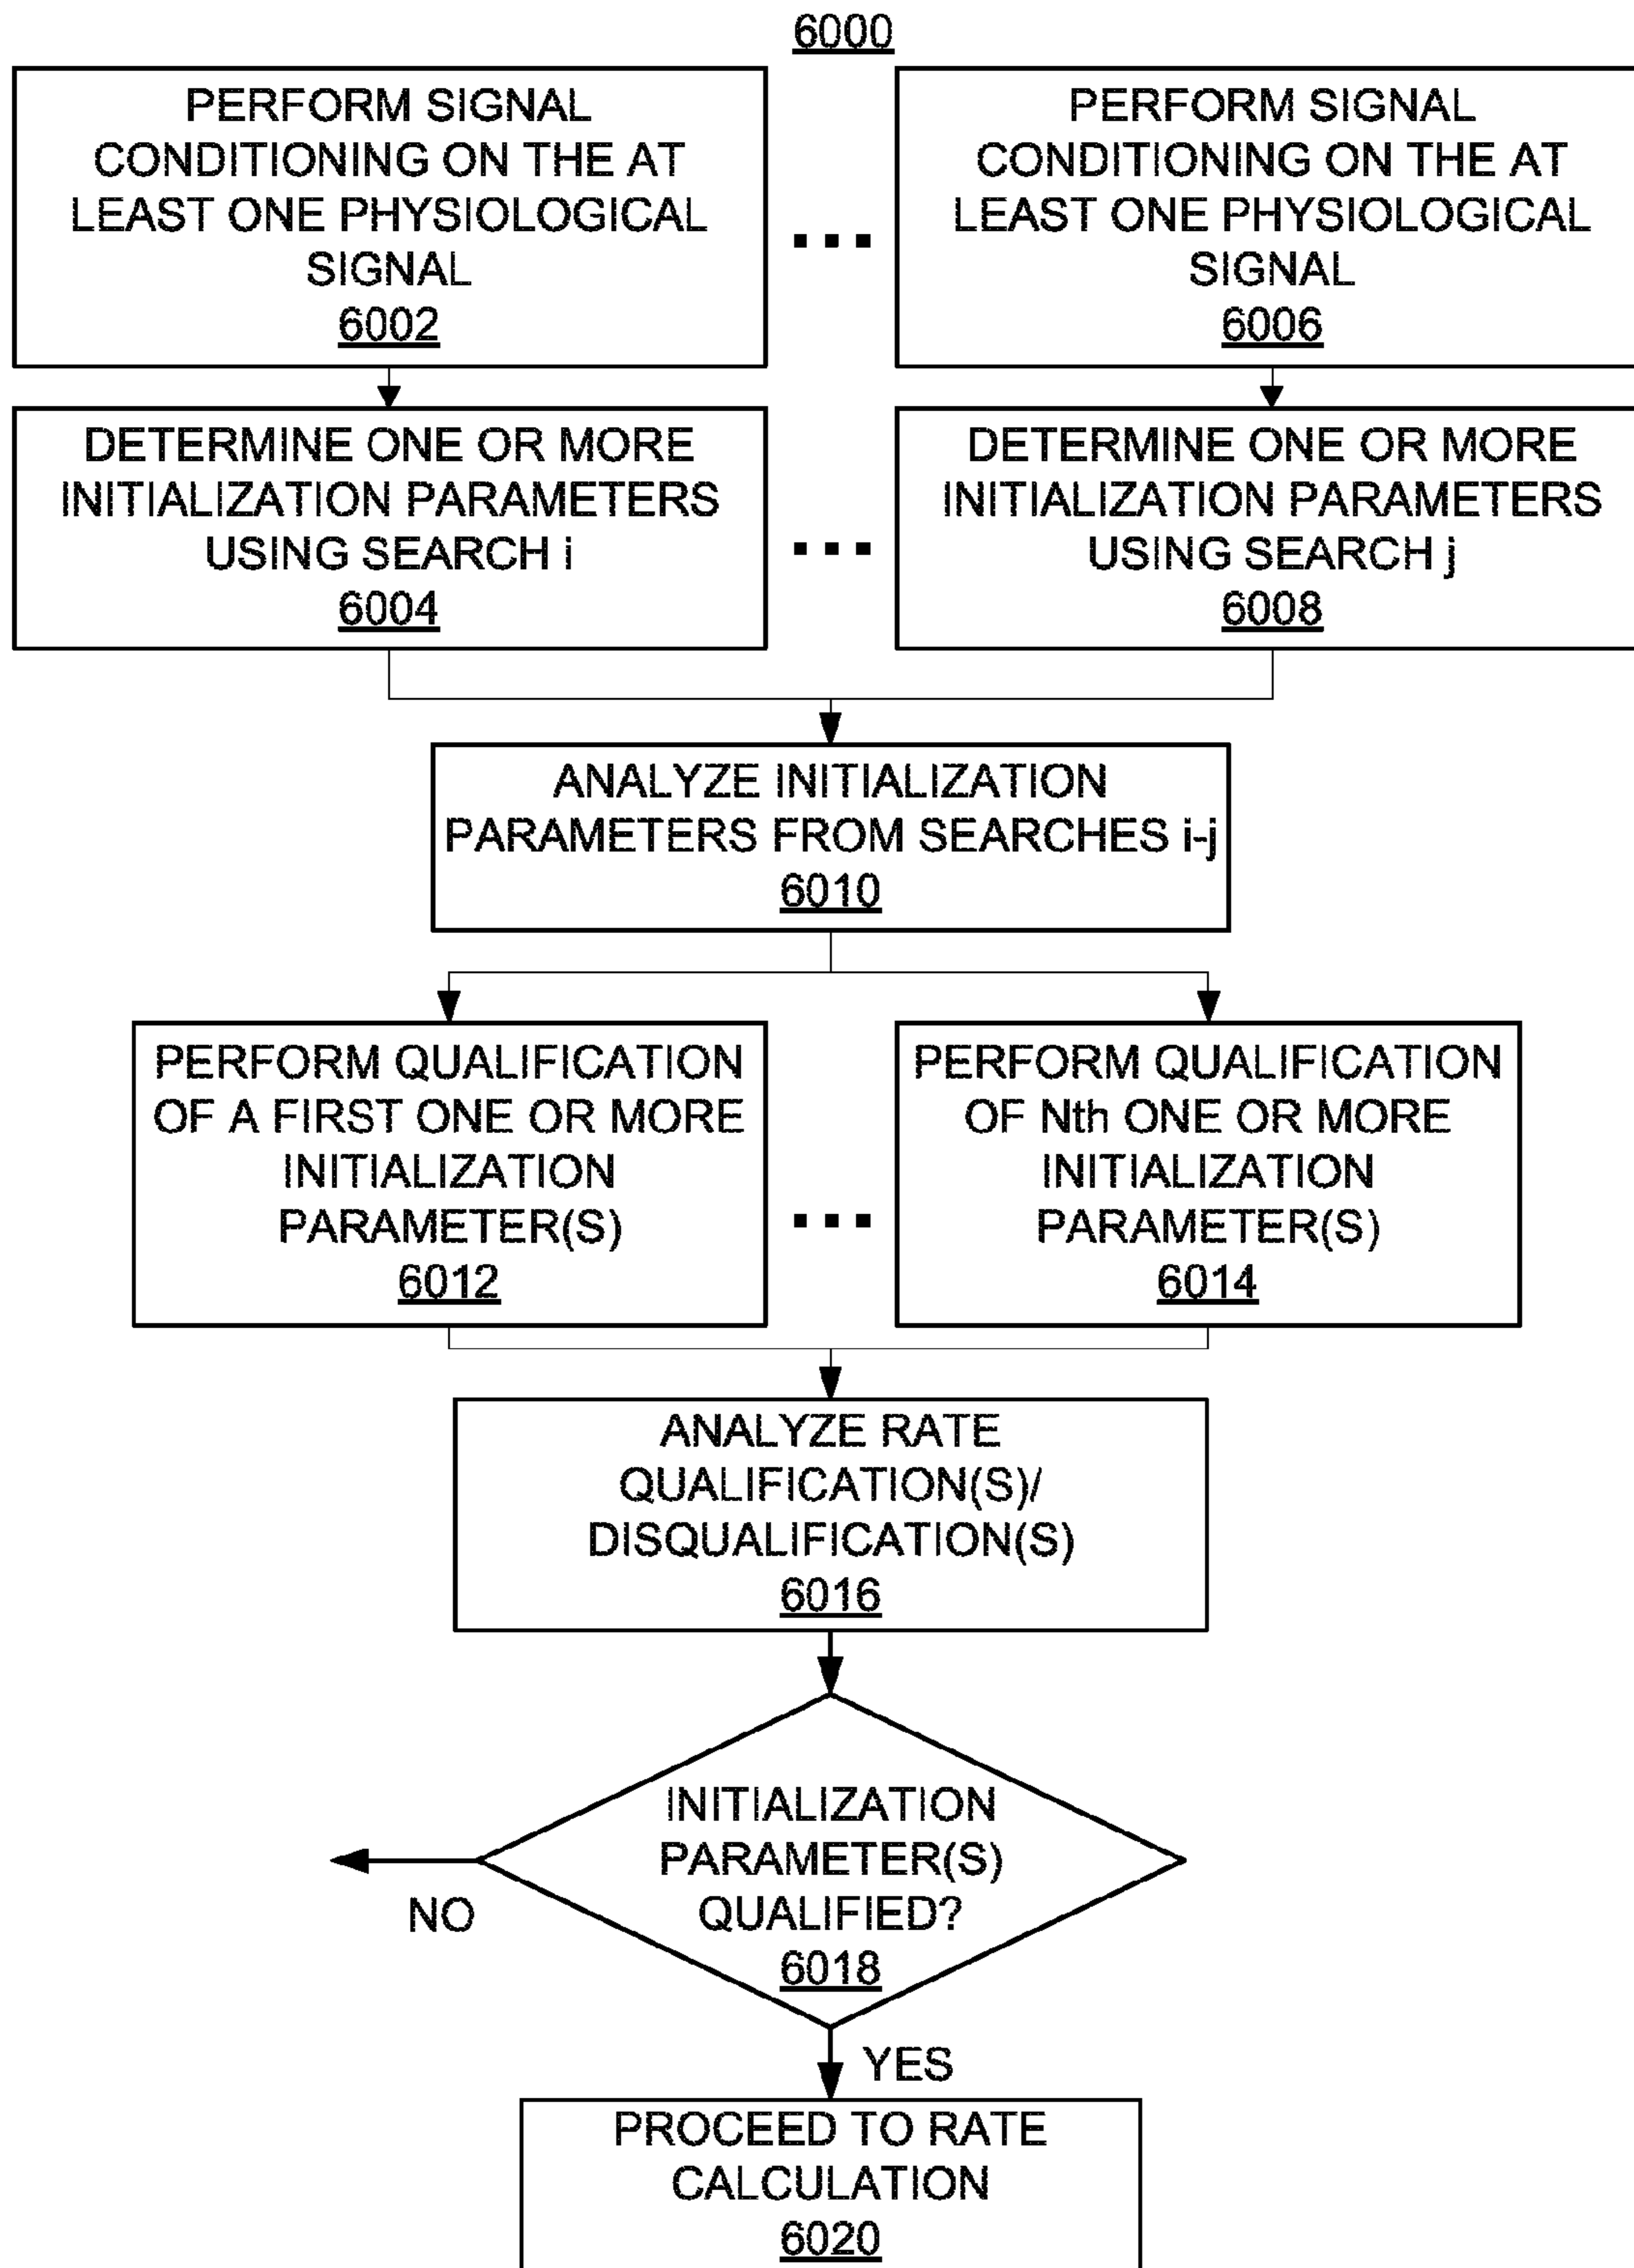 6000
PERFORM SIGNAL
CONDITIONING ON THE AT
LEAST ONE PHYSIOLOGICAL
SIGNAL
6002
...
PERFORM SIGNAL
CONDITIONING ON THE AT
LEAST ONE PHYSIOLOGICAL
SIGNAL
6006
DETERMINE ONE OR MORE
INITIALIZATION PARAMETERS
USING SEARCH i
6004
...
DETERMINE ONE OR MORE
INITIALIZATION PARAMETERS
USING SEARCH j
6008
ANALYZE INITIALIZATION
PARAMETERS FROM SEARCHES i-j
6010
PERFORM QUALIFICATION
OF A FIRST ONE OR MORE
INITIALIZATION
PARAMETER(S)
6012
...
PERFORM QUALIFICATION
OF Nth ONE OR MORE
INITIALIZATION
PARAMETER(S)
6014
ANALYZE RATE
QUALIFICATION(S)/
DISQUALIFICATION(S)
6016
INITIALIZATION
PARAMETER(S)
QUALIFIED?
6018
NO
YES
PROCEED TO RATE
CALCULATION
6020